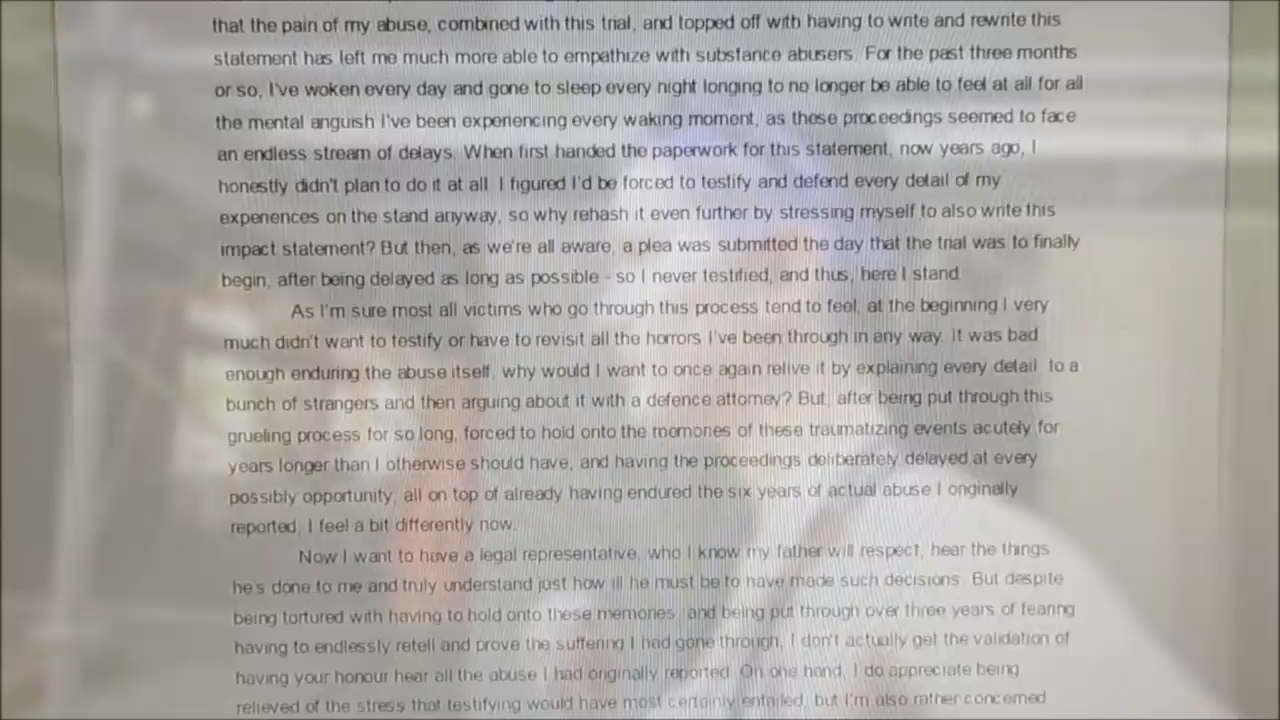 that the pain of my abuse, combined with this trial, and topped off with having to write and rewrite this
statement has left me much more able to empathize with substance abusers. For the past three months
or so, I've woken every day and gone to sleep every night longing to no longer be able to feel at all for all
the mental anguish I've been experiencing every waking moment, as those proceedings seemed to face
an endless stream of delays. When first handed the paperwork for this statement, now years ago, I
honestly didn't plan to do it at all. I figured I'd be forced to testify and defend every detail of my
experiences on the stand anyway, so why rehash it even further by stressing myself to also write this
impact statement? But then, as we're all aware, a plea was submitted the day that the trial was to finally
begin, after being delayed as long as possible - so I never testified, and thus, here I stand.
As I'm sure most all victims who go through this process tend to feel, at the beginning I very
much didn't want to testify or have to revisit all the horrors I've been through in any way. It was bad
enough enduring the abuse itself, why would I want to once again relive it by explaining every detail to a
bunch of strangers and then arguing about it with a defence attorney? But, after being put through this
grueling process for so long, forced to hold onto the memories of these traumatizing events acutely for
years longer than I otherwise should have, and having the proceedings deliberately delayed at every
possibly opportunity, all on top of already having endured the six years of actual abuse I originally
reported, I feel a bit differently now.
Now I want to have a legal representative, who I know my father will respect, hear the things
he's done to me and truly understand just how ill he must be to have made such decisions. But despite
being tortured with having to hold onto these memories, and being put through over three years of fearing
having to endlessly retell and prove the suffering I had gone through, I don't actually get the validation of
having your honour hear all the abuse I had originally reported. On one hand, I do appreciate being
relieved of the stress that testifying would have most certainly entailed, but I'm also rather concerned